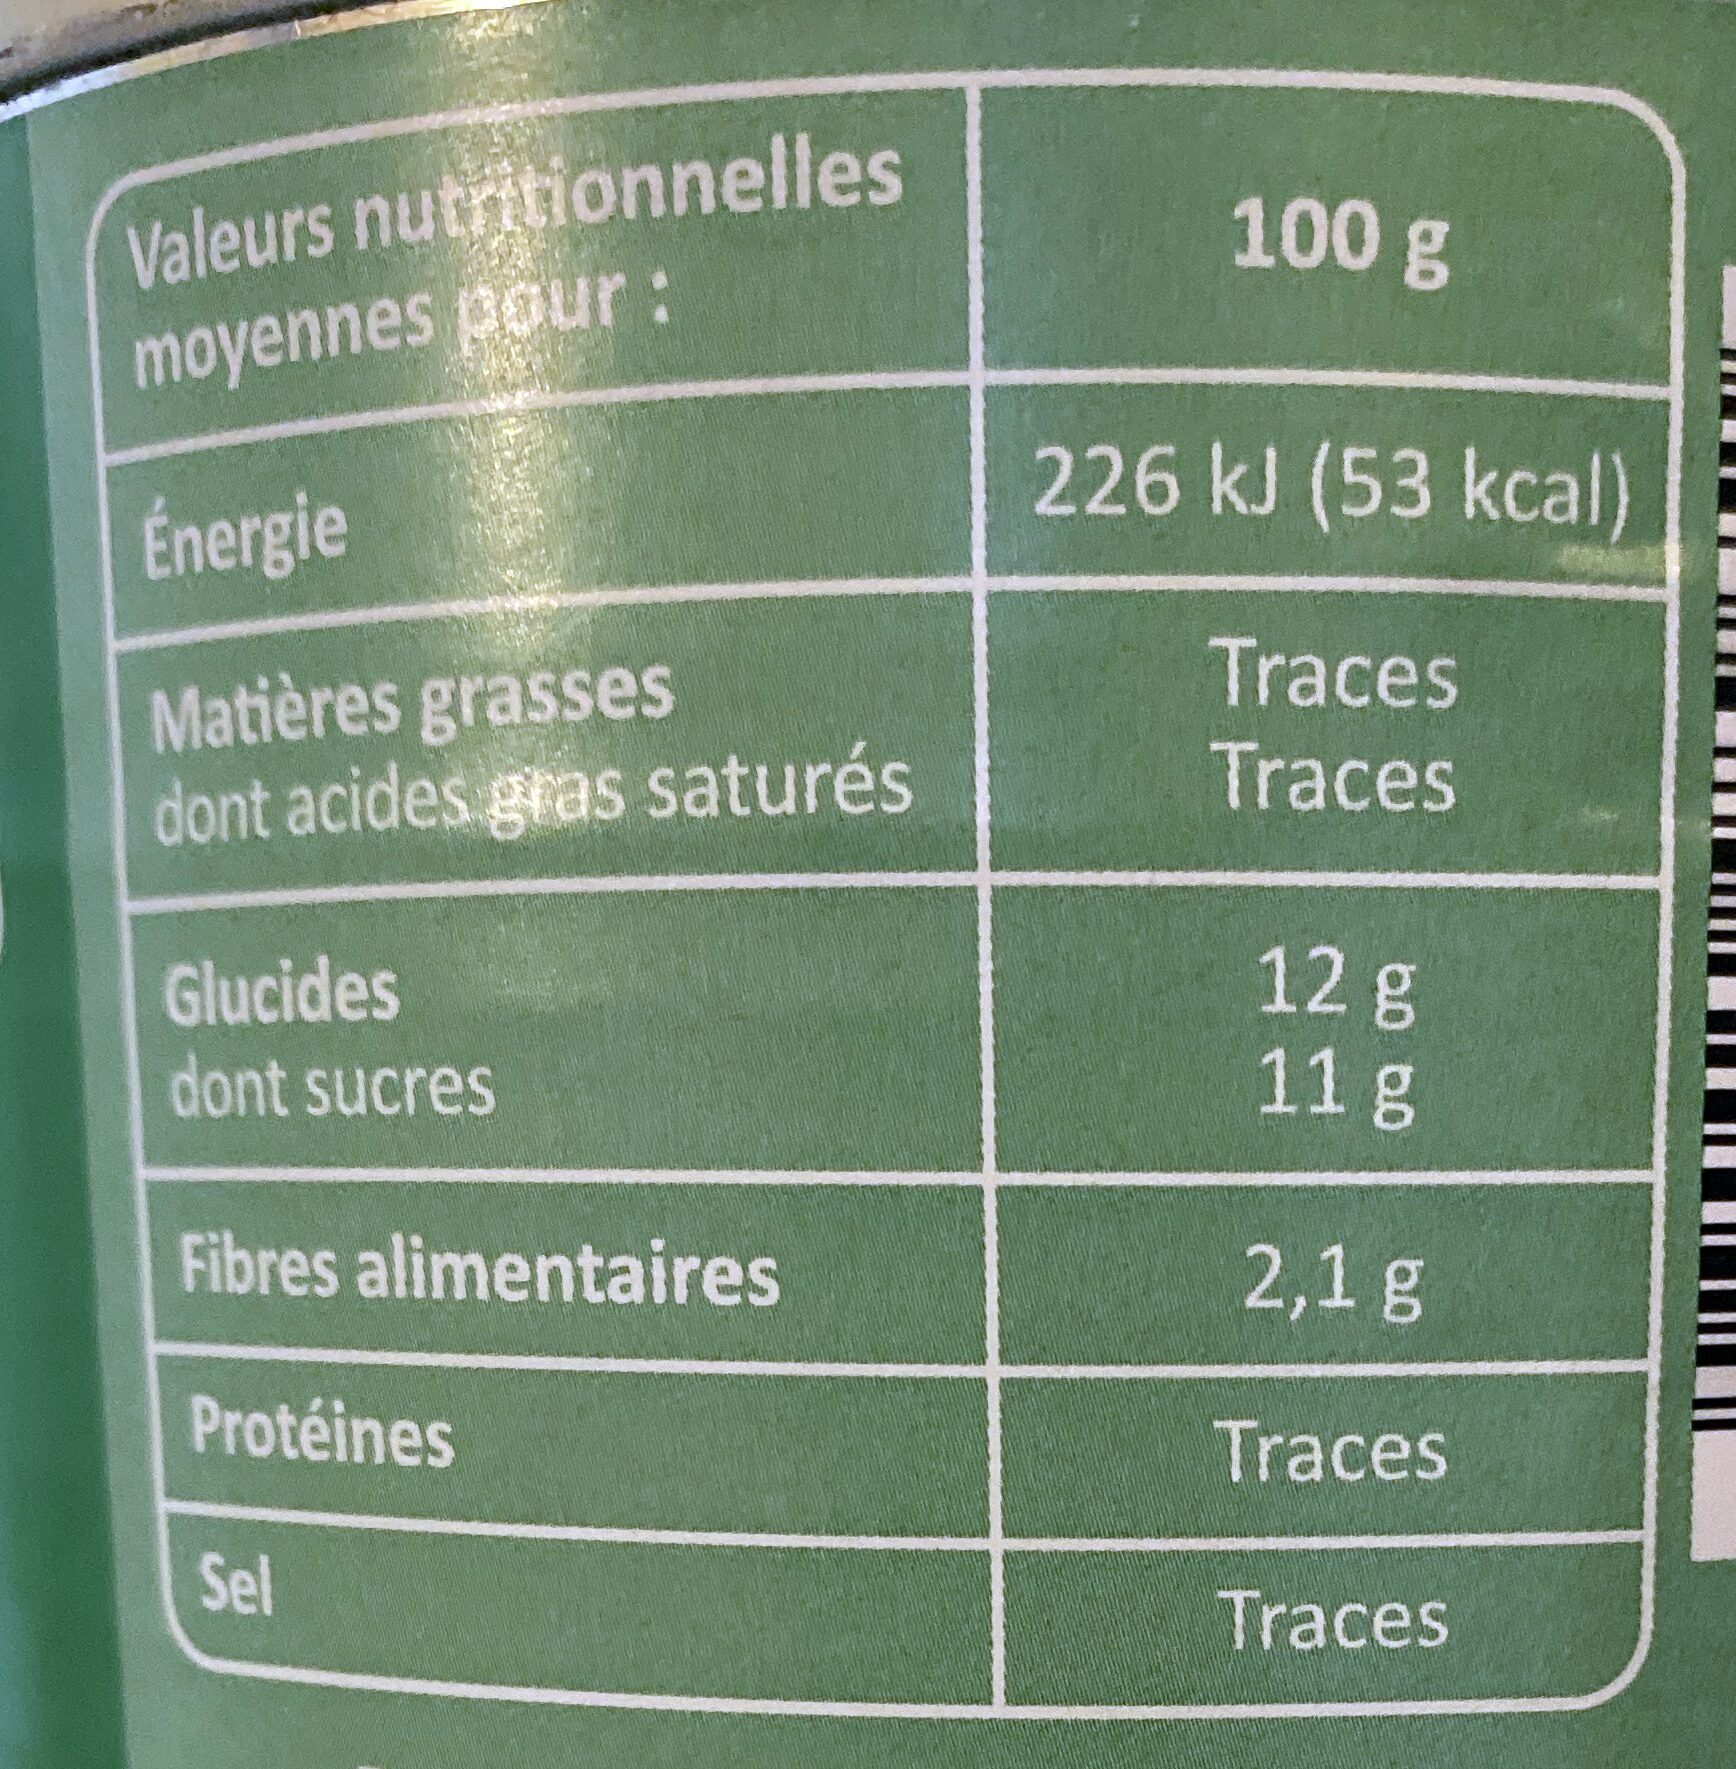 Valeurs nutritionnelles
moyennes pour :
100 g
Énergie
226 kJ (53 kcal)
Matières grasses
Traces
dont acides gras saturés
Traces
Glucides
12 g
dont sucres
11 g
Fibres alimentaires
2,1 g
Protéines
Traces
Sel
Traces